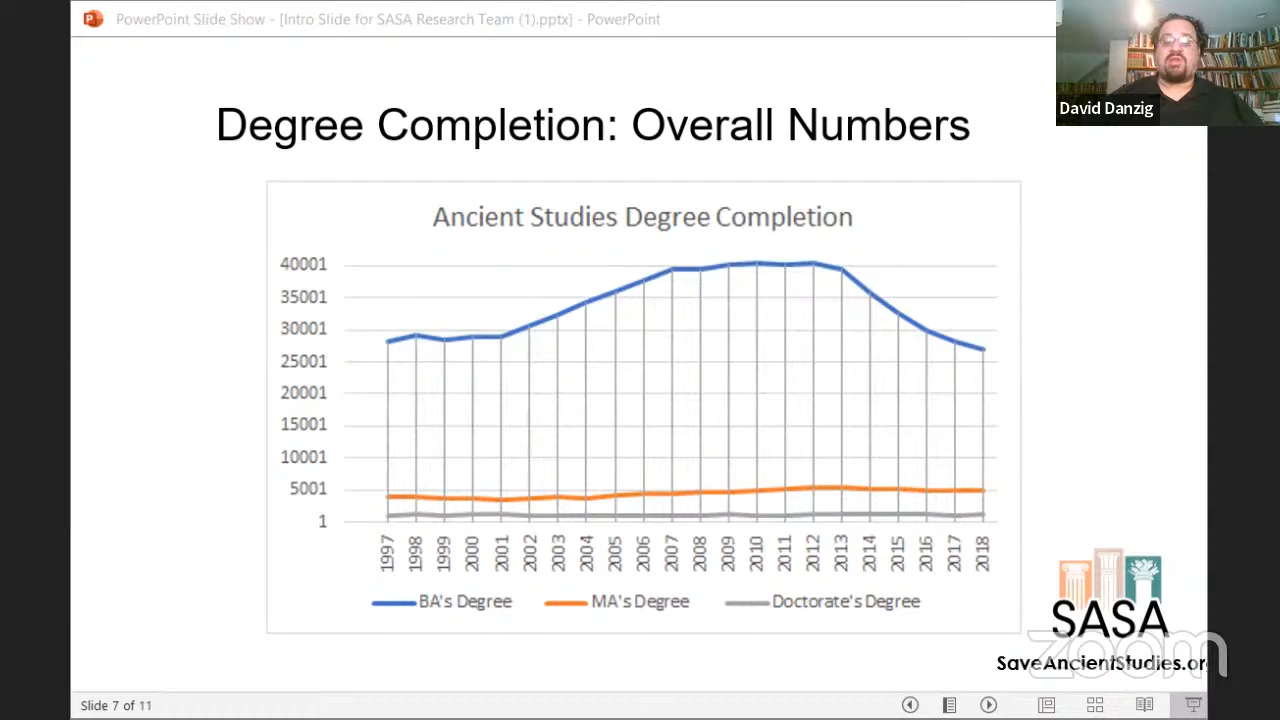 PowerPoint Slide Show - [Intro Slide for SASA Research Team (1).pptx] - PowerPoint
David Danzig
Degree Completion: Overall Numbers
Ancient Studies Degree Completion
40001
35001
30001
25001
20001
15001
10001
5001
1
1997 1998 1999 2000 2001 2002 2003 2004 2005 2006 2007 2008 2009 2010 2011 2012 2013 2014 2015 2016 2017 2018
BA's Degree MA's Degree Doctorate's Degree
SASA
zoom
SaveAncientStudies.org
Slide 7 of 11